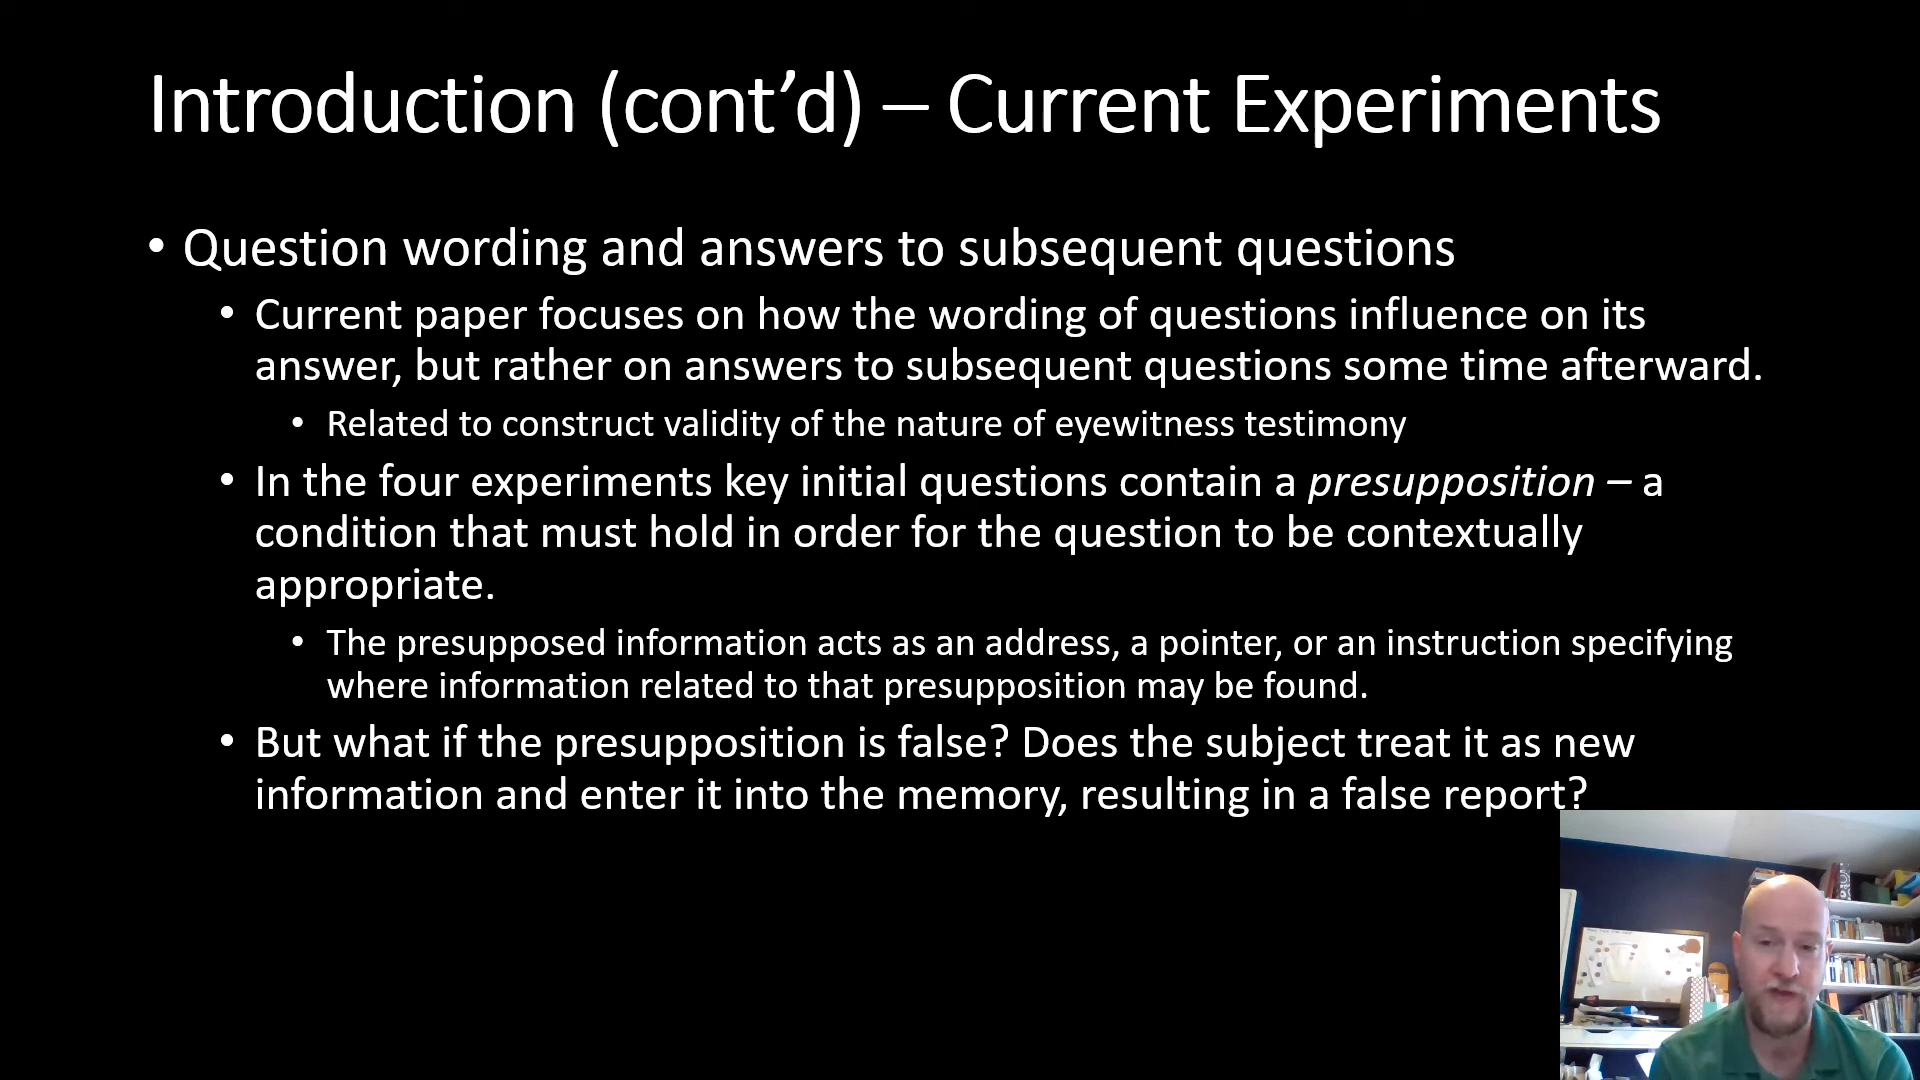 Introduction (cont’d) – Current Experiments
• Question wording and answers to subsequent questions
• Current paper focuses on how the wording of questions influence on its
answer, but rather on answers to subsequent questions some time afterward.
• Related to construct validity of the nature of eyewitness testimony
• In the four experiments key initial questions contain a presupposition – a
condition that must hold in order for the question to be contextually
appropriate.
• The presupposed information acts as an address, a pointer, or an instruction specifying
where information related to that presupposition may be found.
• But what if the presupposition is false? Does the subject treat it as new
information and enter it into the memory, resulting in a false report?